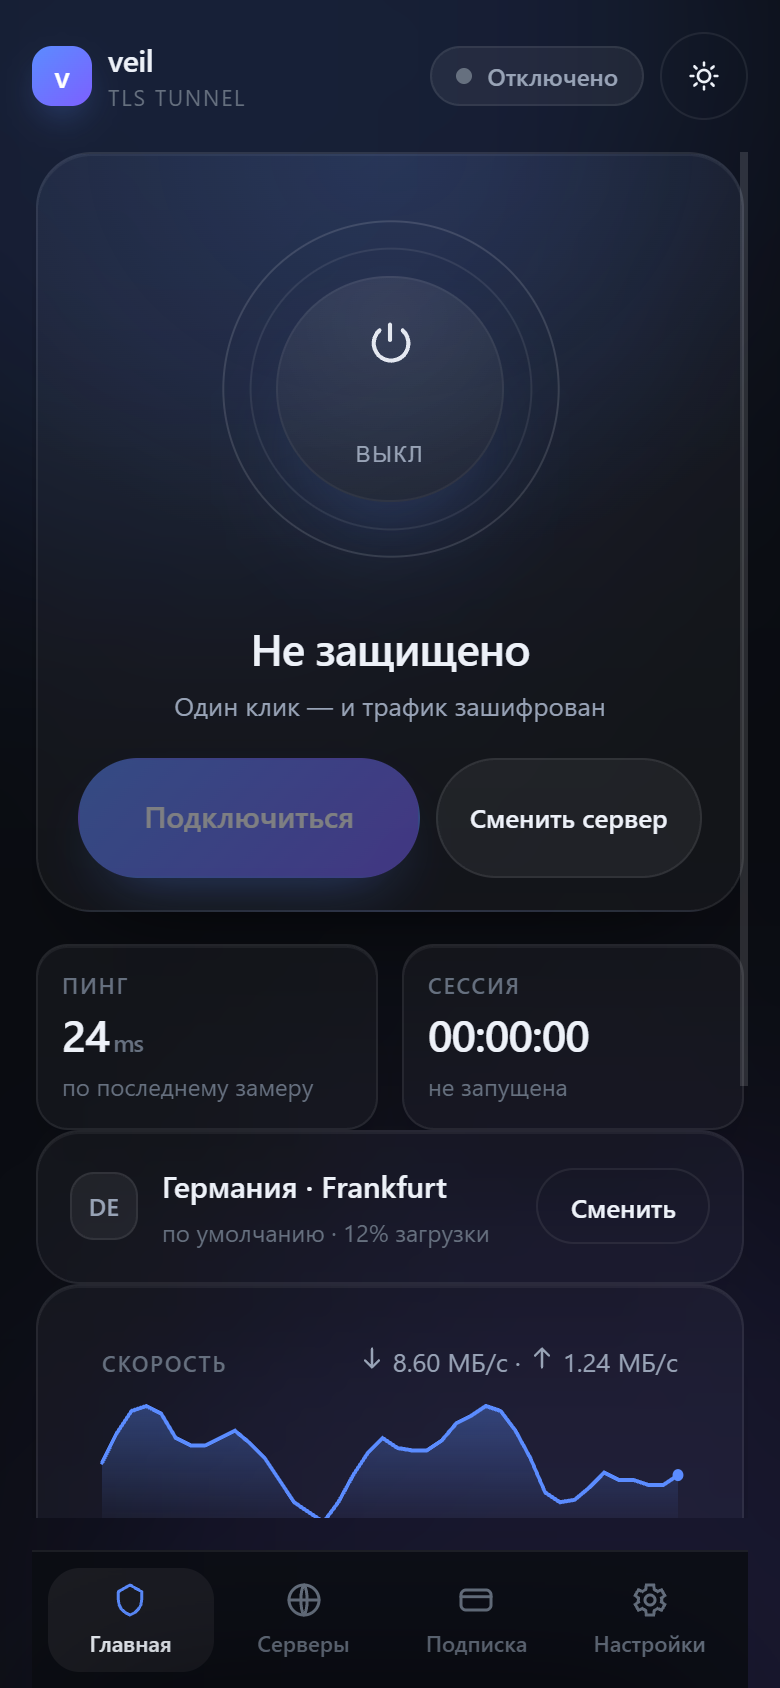 v
veil
TLS TUNNEL
Отключено
ВЫКЛ
Не защищено
Один клик — и трафик зашифрован
Подключиться
Сменить сервер
ПИНГ
24 ms
по последнему замеру
СЕССИЯ
00:00:00
не запущена
DE
Германия · Frankfurt
по умолчанию · 12% загрузки
Сменить
СКОРОСТЬ
↓ 8.60 МБ/с · ↑ 1.24 МБ/с
Главная
Серверы
Подписка
Настройки